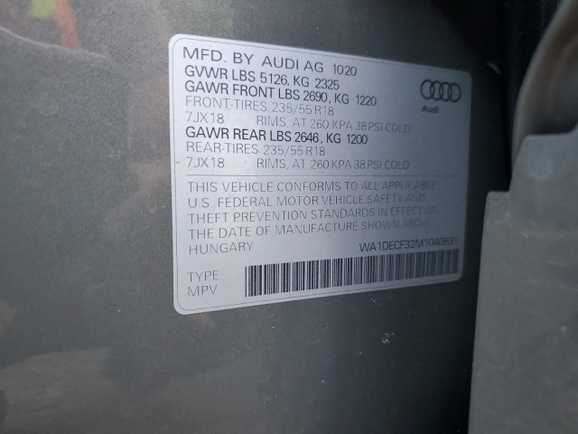 MFD. BY AUDI AG 1020
GVWR LBS 5126, KG 2325
GAWR FRONT LBS 2690, KG 1220
FRONT-TIRES. 235/55 R18
7JX18 RIMS, AT 260 KPA 38 PSI COLD
GAWR REAR LBS 2646, KG 1200
REAR-TIRES. 235/55 R18
7JX18 RIMS, AT 260 KPA 38 PSI COLD
Audi
THIS VEHICLE CONFORMS TO ALL APPLICABLE
U.S. FEDERAL MOTOR VEHICLE SAFETY AND
THEFT PREVENTION STANDARDS IN EFFECT ON
THE DATE OF MANUFACTURE SHOWN ABOVE
HUNGARY
TYPE
MPV